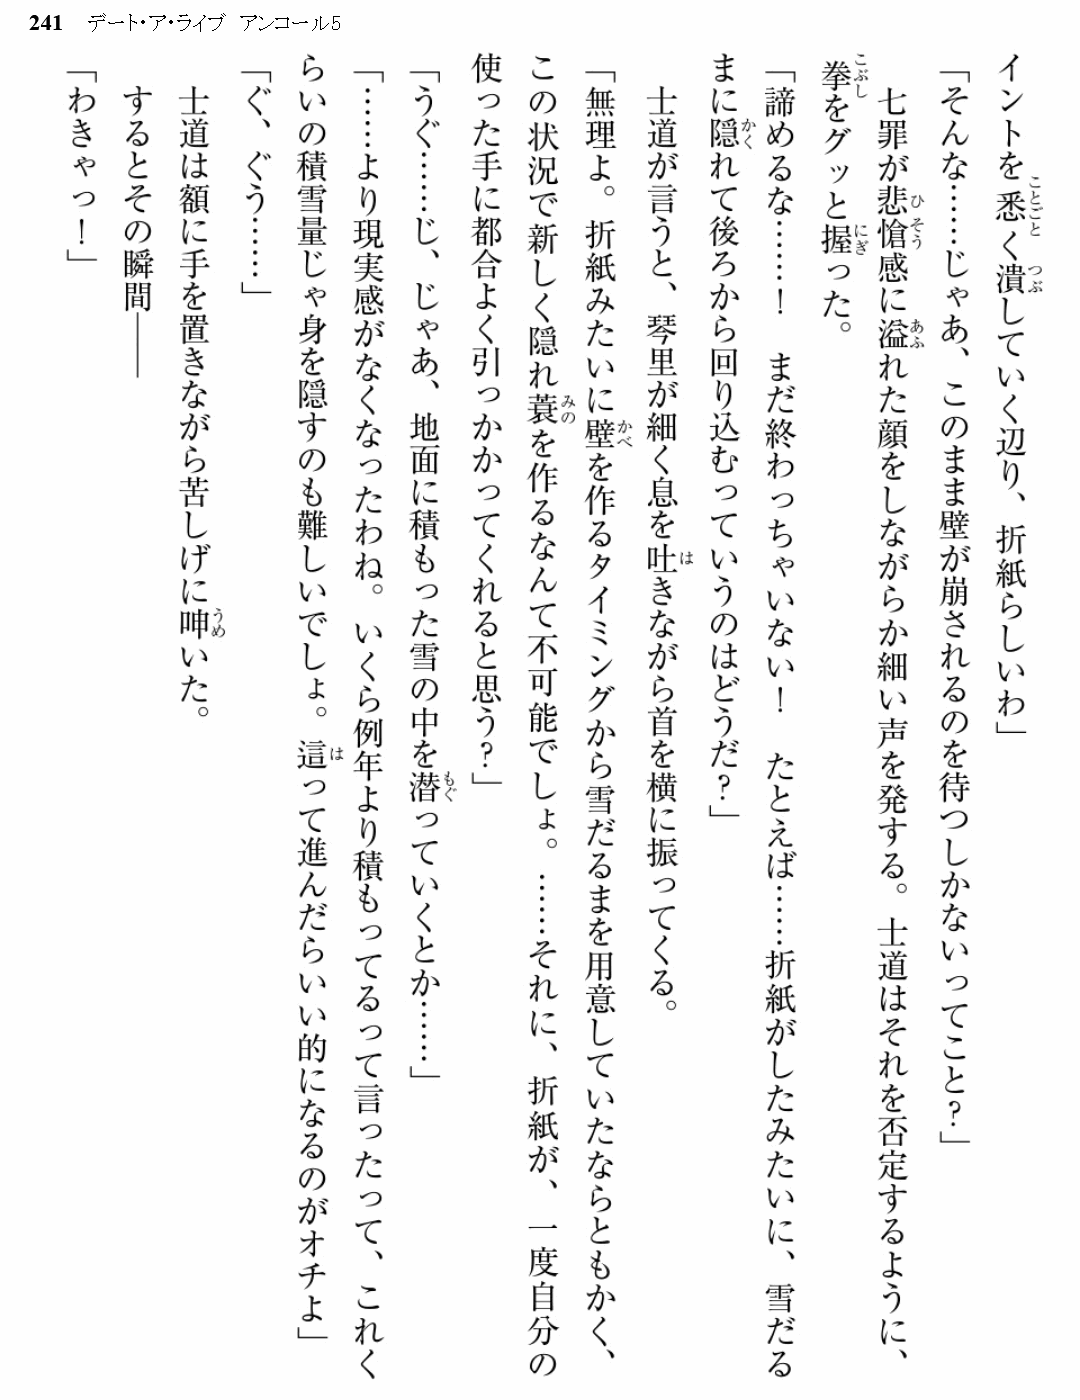 241 デート・ア・ライブ アンコール5
イントを悉く潰していく辺り、折紙らしいわ」
「そんな……じゃあ、このまま壁が崩されるのを待つしかないってこと?」
七罪が悲愴感に溢れた顔をしながらか細い声を発する。士道はそれを否定するように、
拳をグッと握った。
「諦めるな……! まだ終わっちゃいない! たとえば……折紙がしたみたいに、雪だる
まに隠れて後ろから回り込むっていうのはどうだ?」
士道が言うと、琴里が細く息を吐きながら首を横に振ってくる。
「無理よ。折紙みたいに壁を作るタイミングから雪だるまを用意していたならともかく、
この状況で新しく隠れ蓑を作るなんて不可能でしょ。……それに、折紙が、一度自分の
使った手に都合よく引っかかってくれると思う?」
「うぐ……じ、じゃあ、地面に積もった雪の中を潜っていくとか……」
「……より現実感がなくなったわね。いくら例年より積もってるって言ったって、これく
らいの積雪量じゃ身を隠すのも難しいでしょ。這って進んだらいい的になるのがオチよ」
「ぐ、ぐう……」
士道は額に手を置きながら苦しげに呻いた。
するとその瞬間――
「わきゃっ!」